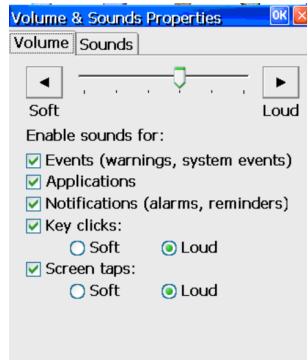 Volume & Sounds Properties OK
Volume Sounds
Soft Loud
Enable sounds for:
Events (warnings, system events)
Applications
Notifications (alarms, reminders)
Key clicks:
Soft Loud
Screen taps:
Soft Loud